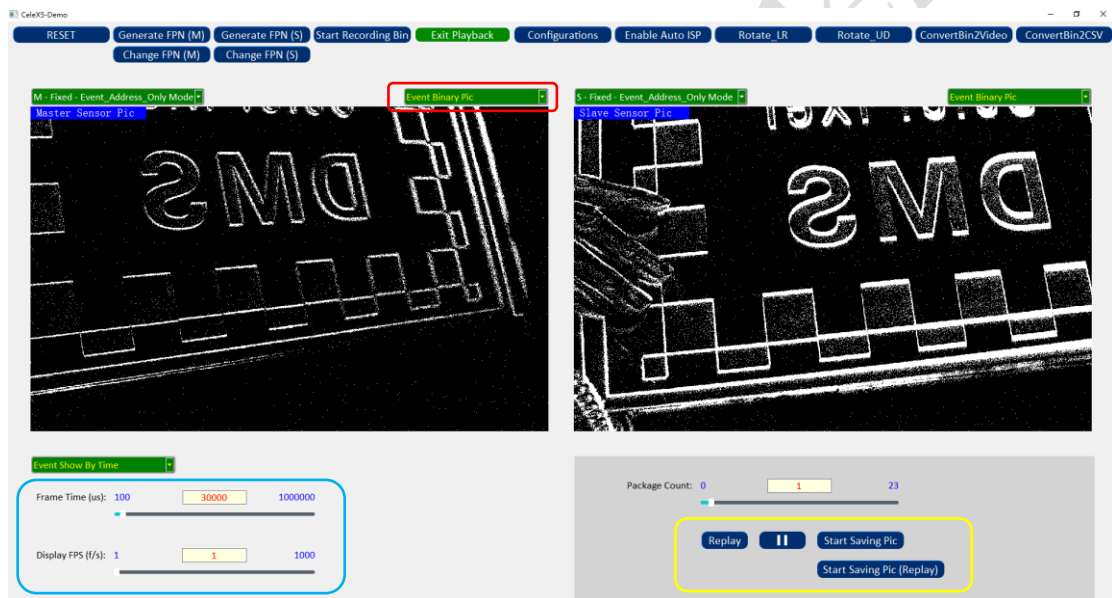 CeleX5-Demo
RESET Generate FPN (M) Generate FPN (S) Start Recording Bin Exit Playback Configurations Enable Auto ISP Rotate_LR Rotate_UD ConvertBin2Video ConvertBin2CSV
Change FPN (M) Change FPN (S)
M - Fixed - Event_Address_Only Mode Event Binary Pic S - Fixed - Event_Address_Only Mode Event Binary Pic
Master Sensor Pic Slave Sensor Pic
DMS DMS
Event Show By Time
Frame Time (us): 100 30000 1000000 Package Count: 0 1 23
Replay Start Saving Pic
Display FPS (f/s): 1 1 1000
Start Saving Pic (Replay)